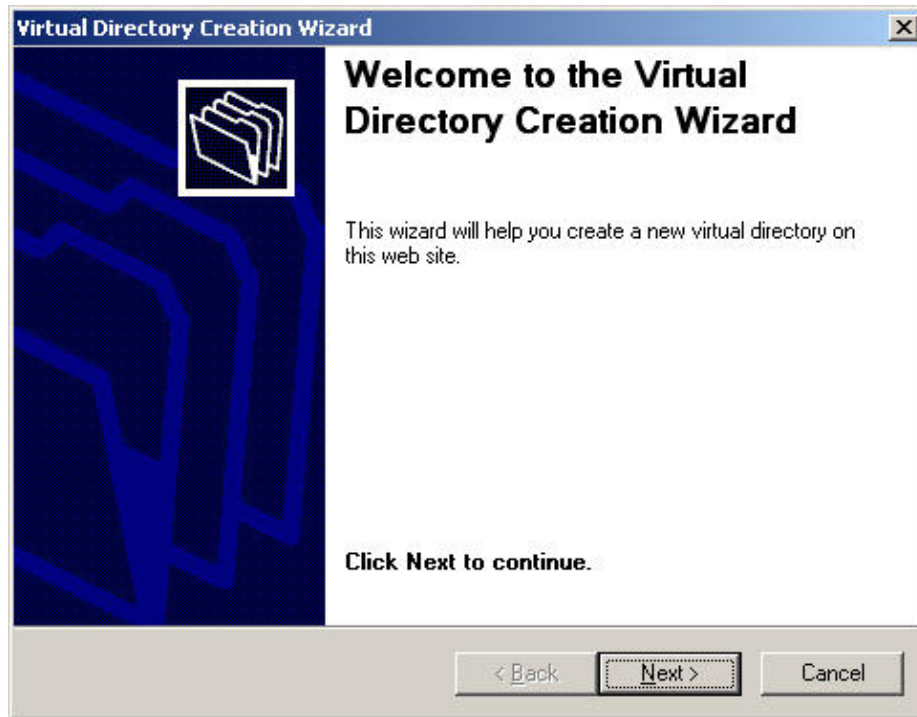 Virtual Directory Creation Wizard
Welcome to the Virtual
Directory Creation Wizard
This wizard will help you create a new virtual directory on
this web site.
Click Next to continue.
< Back
Next >
Cancel